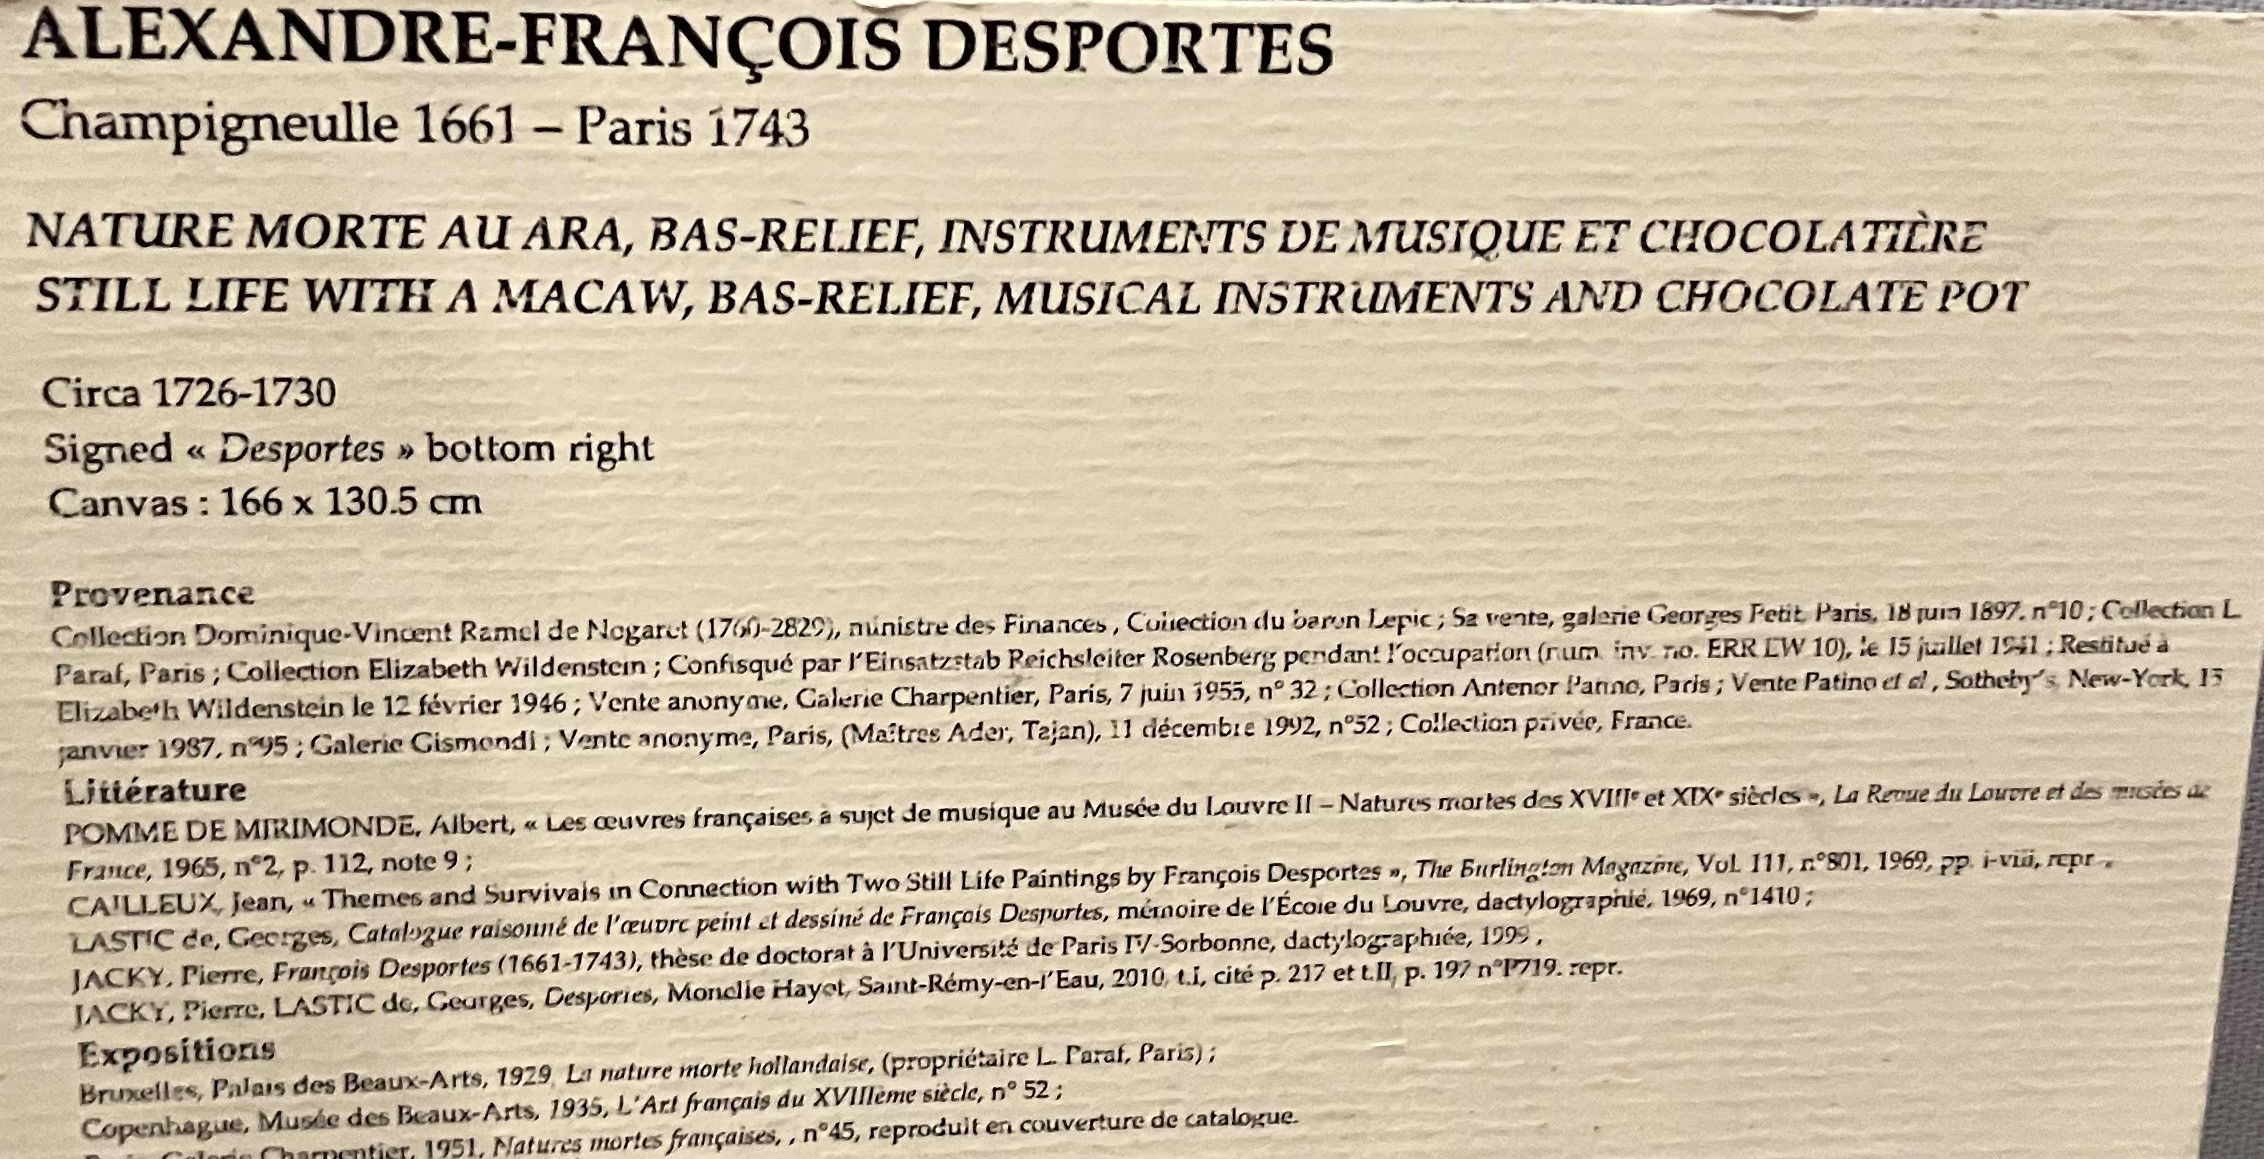 ALEXANDRE-FRANÇOIS DESPORTES
Champigneulle 1661 – Paris 1743
NATURE MORTE AU ARA, BAS-RELIEF, INSTRUMENTS DE MUSIQUE ET CHOCOLATIÈRE
STILL LIFE WITH A MACAW, BAS-RELIEF, MUSICAL INSTRUMENTS AND CHOCOLATE POT
Circa 1726-1730
Signed « Desportes » bottom right
Canvas : 166 x 130.5 cm
Provenance
Collection Dominique-Vincent Ramel de Nogaret (1760-2829), ministre des Finances , Collection du baron Lepic ; Sa vente, galerie Georges Petit, Paris, 18 juin 1897, n°10 ; Collection L.
Paraf, Paris ; Collection Elizabeth Wildenstein ; Confisqué par l'Einsatzstab Reichsleiter Rosenberg pendant l'occupation (num. inv. no. ERR EW 10), le 15 juillet 1941 ; Restitué à
Elizabeth Wildenstein le 12 février 1946 ; Vente anonyme, Galerie Charpentier, Paris, 7 juin 1955, n° 32 ; Collection Antenor Patino, Paris ; Vente Patino et al , Sotheby's, New-York,
janvier 1987, n°95 ; Galerie Gismondi ; Vente anonyme, Paris, (Maîtres Ader, Tajan), 11 décembre 1992, n°52 ; Collection privée, France.
Littérature
POMME DE MIRIMONDE, Albert, « Les œuvres françaises à sujet de musique au Musée du Louvre II – Natures mortes des XVIIIe et XIXe siècles », La Revue du Louvre et des musées de
France, 1965, n°2, p. 112, note 9 ;
CAILLEUX, Jean, « Themes and Survivals in Connection with Two Still Life Paintings by François Desportes », The Burlington Magazine, Vol. 111, n°801, 1969, pp. i-viii, repr. ,
LASTIC de, Georges, Catalogue raisonné de l'œuvre peint et dessiné de François Desportes, mémoire de l'École du Louvre, dactylographié, 1969, n°1410 ;
JACKY, Pierre, François Desportes (1661-1743), thèse de doctorat à l'Université de Paris IV-Sorbonne, dactylographiée, 1999 ,
JACKY, Pierre, LASTIC de, Georges, Desportes, Monelle Hayot, Saint-Rémy-en-l'Eau, 2010, t.I, cité p. 217 et t.II, p. 197 n°P719. repr.
Expositions
Bruxelles, Palais des Beaux-Arts, 1929, La nature morte hollandaise, (propriétaire L. Paraf, Paris) ;
Copenhague, Musée des Beaux-Arts, 1935, L'Art français du XVIIIème siècle, n° 52 ;
Galerie Charpentier, 1951, Natures mortes françaises, , n°45, reproduit en couverture de catalogue.